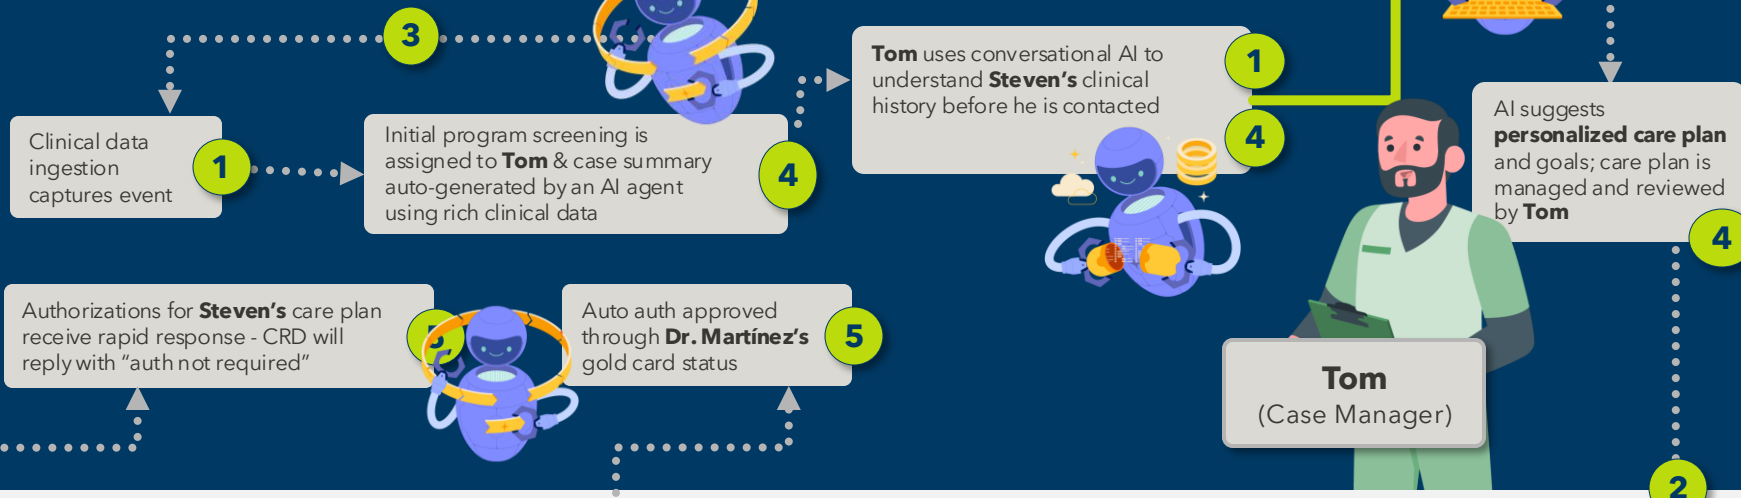 3
Clinical data
ingestion
captures event
1
Initial program screening is
assigned to Tom & case summary
auto-generated by an AI agent
using rich clinical data
4
Tom uses conversational AI to
understand Steven's clinical
history before he is contacted
1
4
AI suggests
personalized care plan
and goals; care plan is
managed and reviewed
by Tom
4
Authorizations for Steven's care plan
receive rapid response - CRD will
reply with “auth not required”
5
Auto auth approved
through Dr. Martínez's
gold card status
5
Tom
(Case Manager)
2